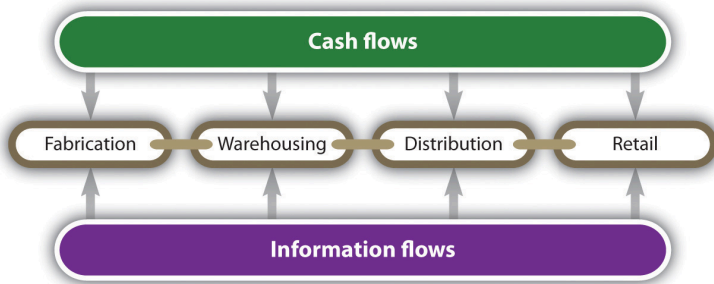 Cash flows
Fabrication
Warehousing
Distribution
Retail
Information flows